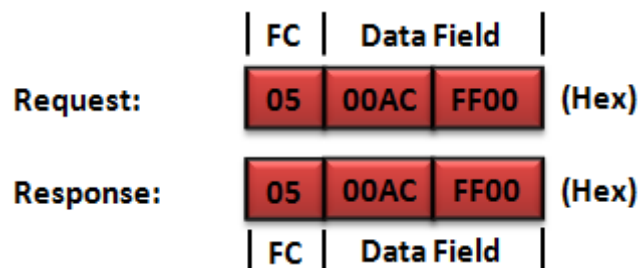 FC Data Field
Request: 05 00AC FF00 (Hex)
Response: 05 00AC FF00 (Hex)
FC Data Field